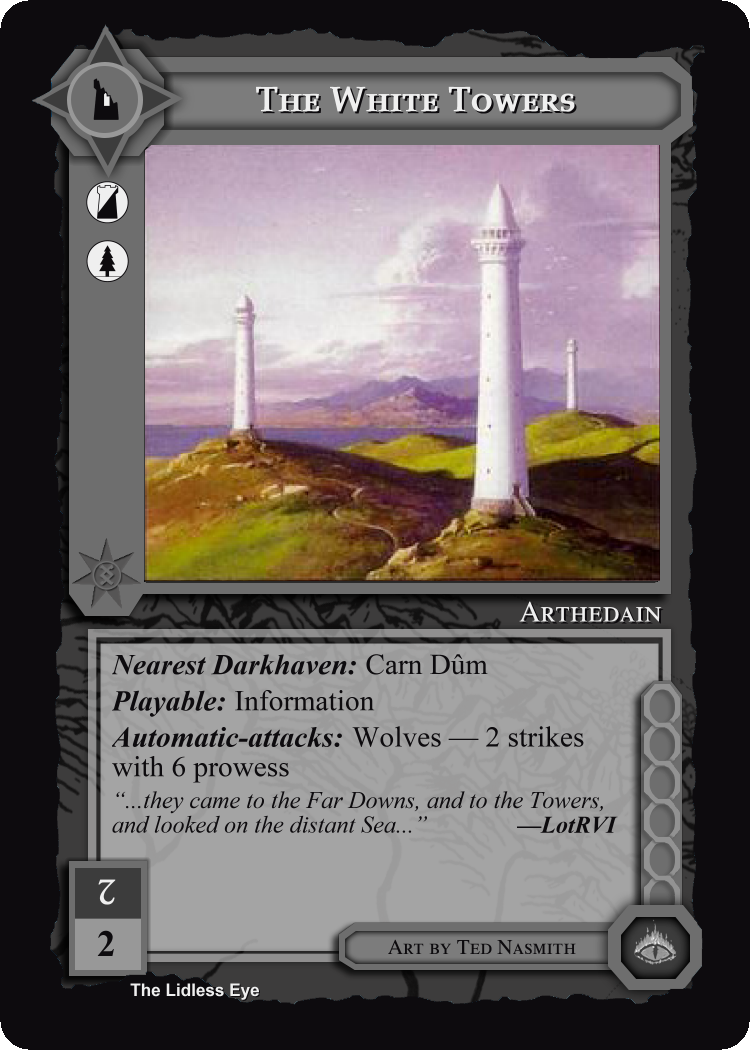 The White Towers
Arthedain
Nearest Darkhaven: Carn Dûm
Playable: Information
Automatic-attacks: Wolves — 2 strikes
with 6 prowess
“...they came to the Far Downs, and to the Towers,
and looked on the distant Sea...” —LotRVI
2
2
Art by Ted Nasmith
The Lidless Eye